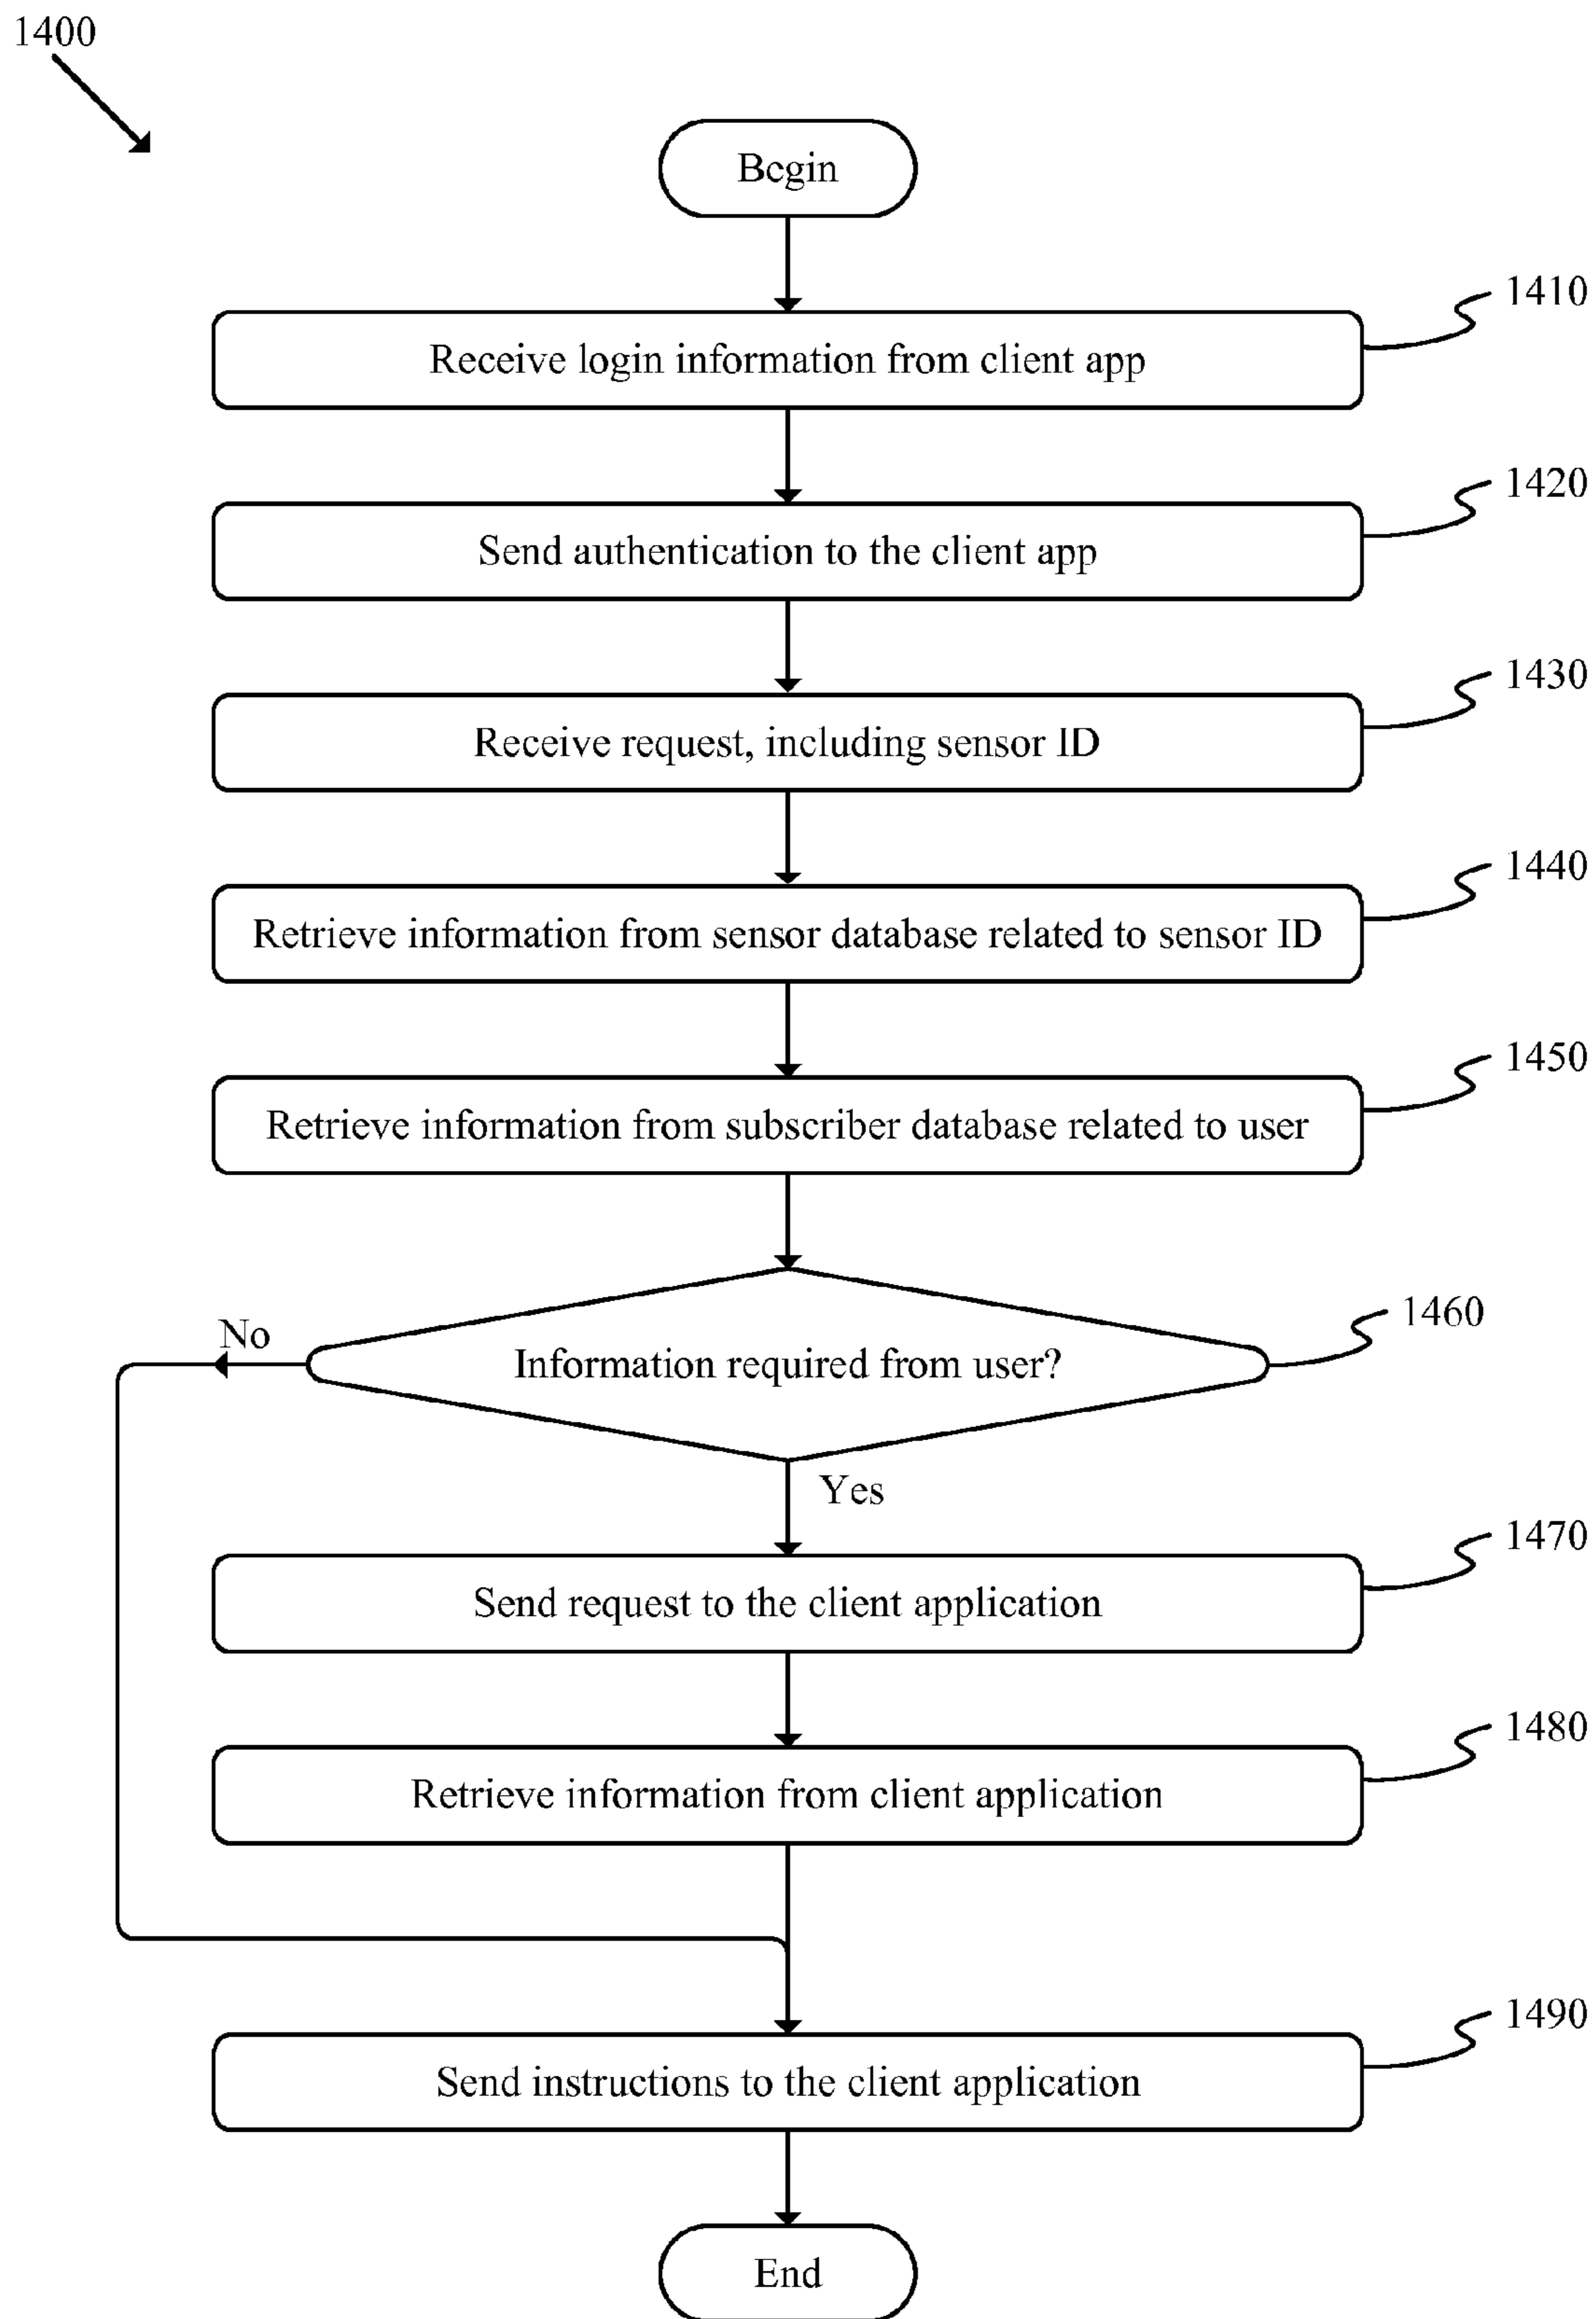 1400
Begin
1410
Receive login information from client app
1420
Send authentication to the client app
1430
Receive request, including sensor ID
1440
Retrieve information from sensor database related to sensor ID
1450
Retrieve information from subscriber database related to user
1460
No
Information required from user?
Yes
1470
Send request to the client application
1480
Retrieve information from client application
1490
Send instructions to the client application
End